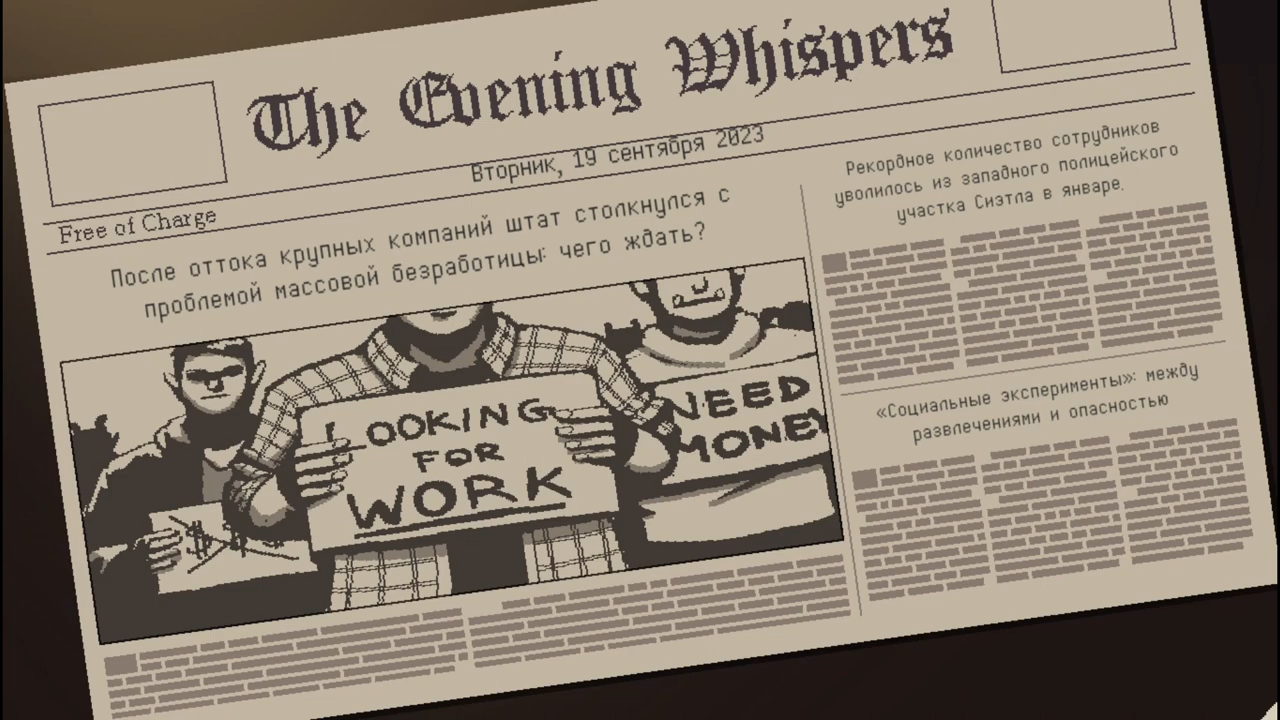 The Evening Whispers
Вторник, 19 сентября 2023
Free of Charge
После оттока крупных компаний штат столкнулся с
проблемой массовой безработицы: чего ждать?
LOOKING
FOR
WORK
NEED
MONEY
Рекордное количество сотрудников
уволилось из западного полицейского
участка Сиэтла в январе.
«Социальные эксперименты»: между
развлечениями и опасностью